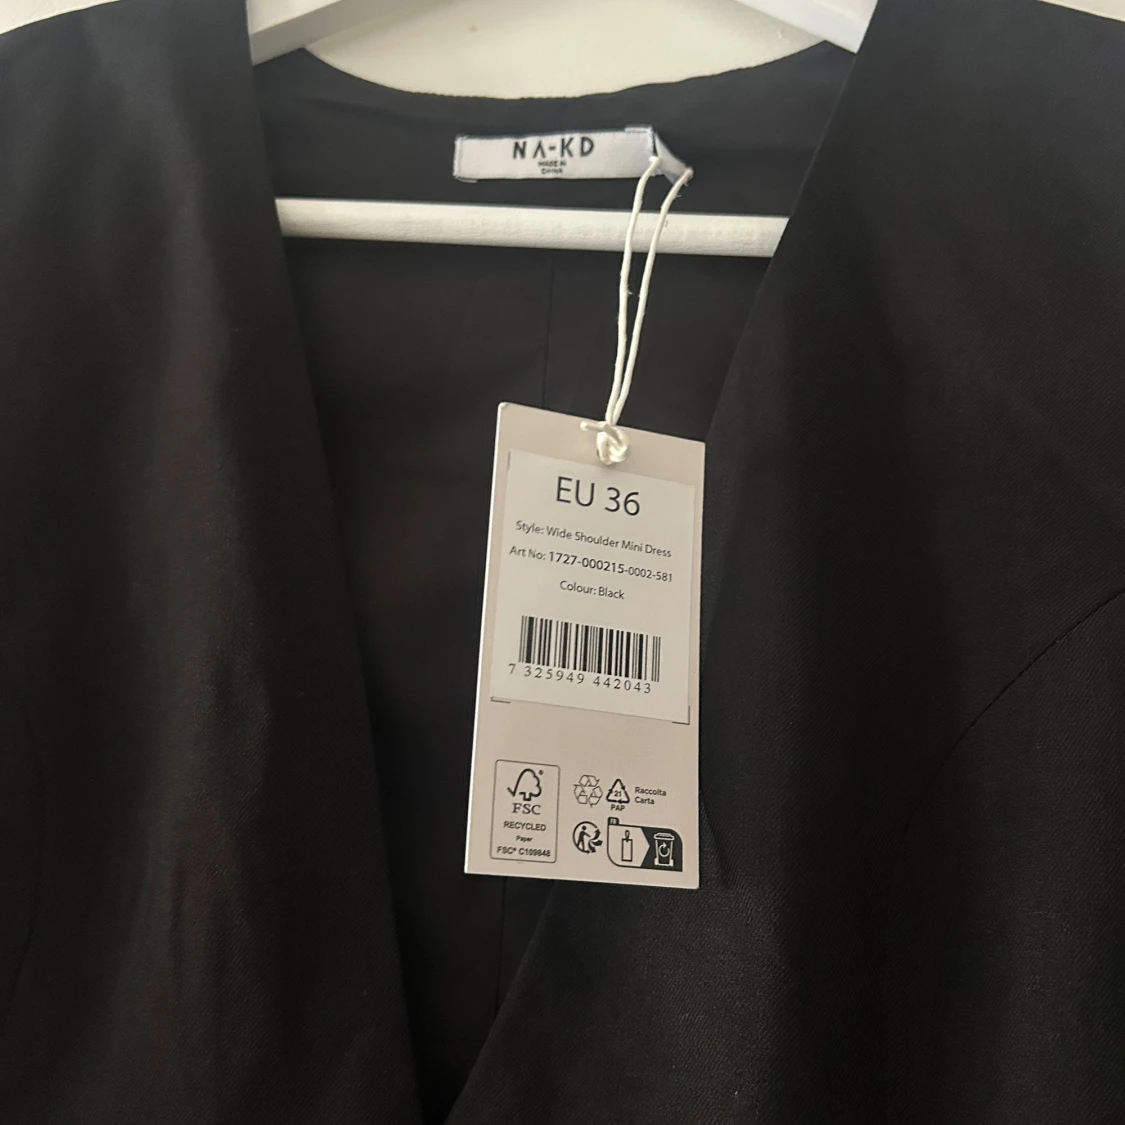 NA-KD
MADE IN
CHINA
EU 36
Style: Wide Shoulder Mini Dress
Art No: 1727-000215-0002-581
Colour: Black
7 325949 442043
FSC
RECYCLED
Paper
FSC® C109848
21
PAP
Raccolta
Carta
FR